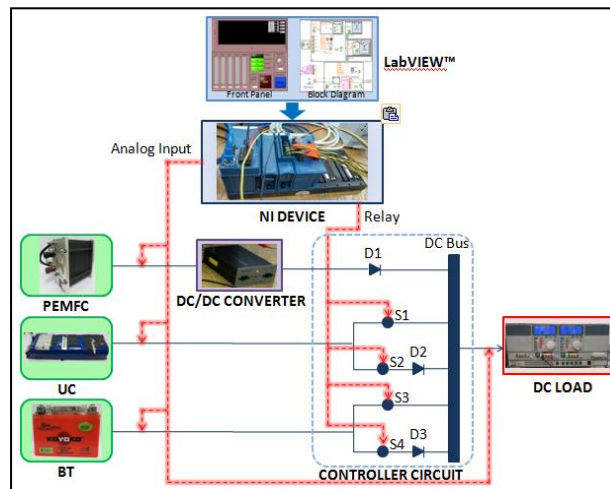 LabVIEW™
Front Panel
Block Diagram
Analog Input
NI DEVICE
Relay
DC Bus
D1
PEMFC
DC/DC CONVERTER
S1
S2
D2
UC
DC LOAD
S3
S4
D3
BT
CONTROLLER CIRCUIT